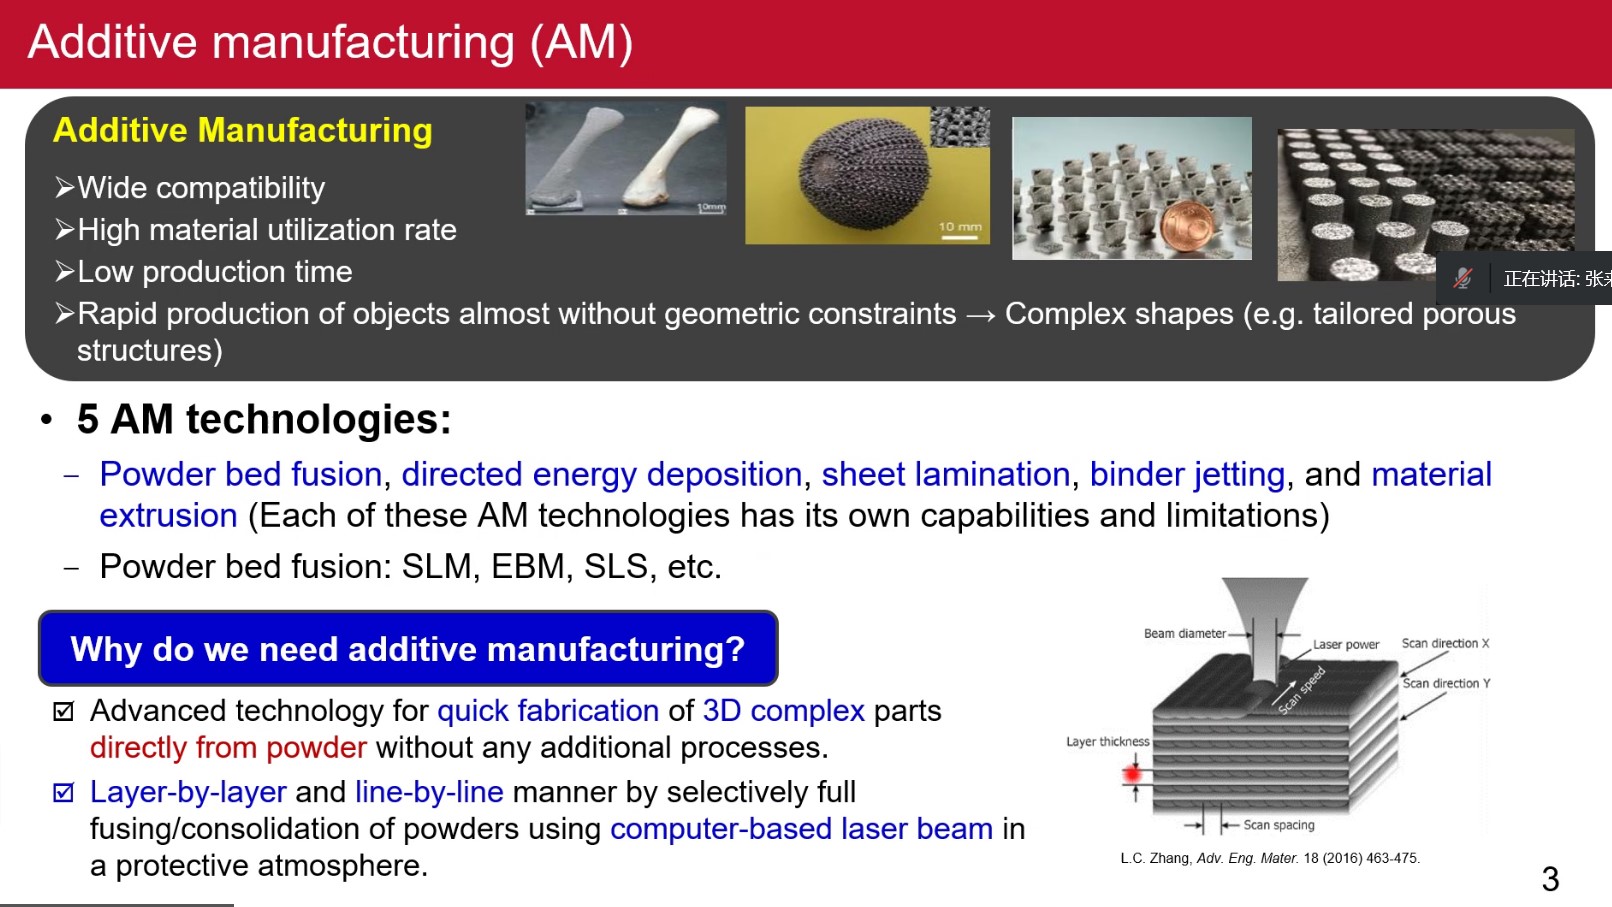 Additive manufacturing (AM)
Additive Manufacturing
➢Wide compatibility
➢High material utilization rate
➢Low production time
➢Rapid production of objects almost without geometric constraints → Complex shapes (e.g. tailored porous
structures)
10mm
10 mm
正在讲话: 张
• 5 AM technologies:
– Powder bed fusion, directed energy deposition, sheet lamination, binder jetting, and material
extrusion (Each of these AM technologies has its own capabilities and limitations)
– Powder bed fusion: SLM, EBM, SLS, etc.
Why do we need additive manufacturing?
☑ Advanced technology for quick fabrication of 3D complex parts
directly from powder without any additional processes.
☑ Layer-by-layer and line-by-line manner by selectively full
fusing/consolidation of powders using computer-based laser beam in
a protective atmosphere.
Beam diameter
Laser power
Scan direction X
Scan speed
Scan direction Y
Layer thickness
Scan spacing
L.C. Zhang, Adv. Eng. Mater. 18 (2016) 463-475.
3